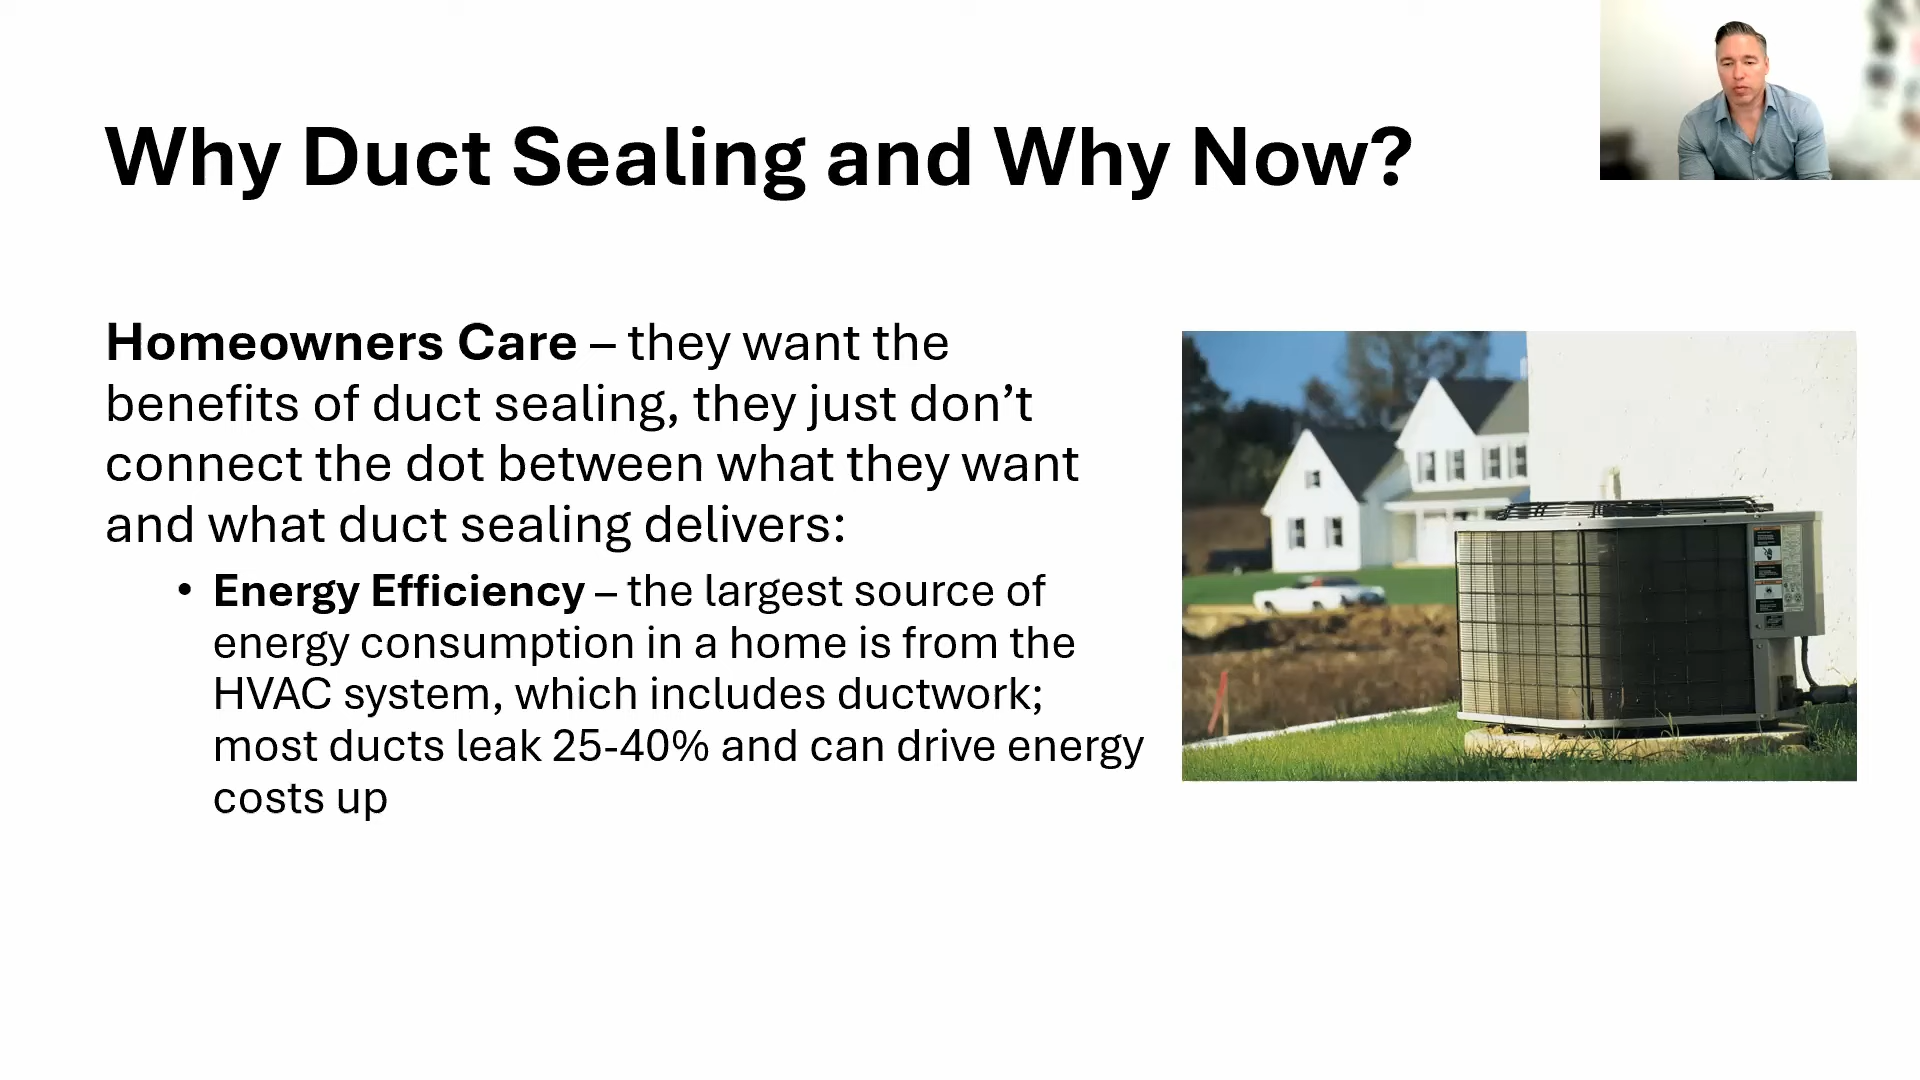 Why Duct Sealing and Why Now?
Homeowners Care – they want the
benefits of duct sealing, they just don’t
connect the dot between what they want
and what duct sealing delivers:
• Energy Efficiency – the largest source of
energy consumption in a home is from the
HVAC system, which includes ductwork;
most ducts leak 25-40% and can drive energy
costs up